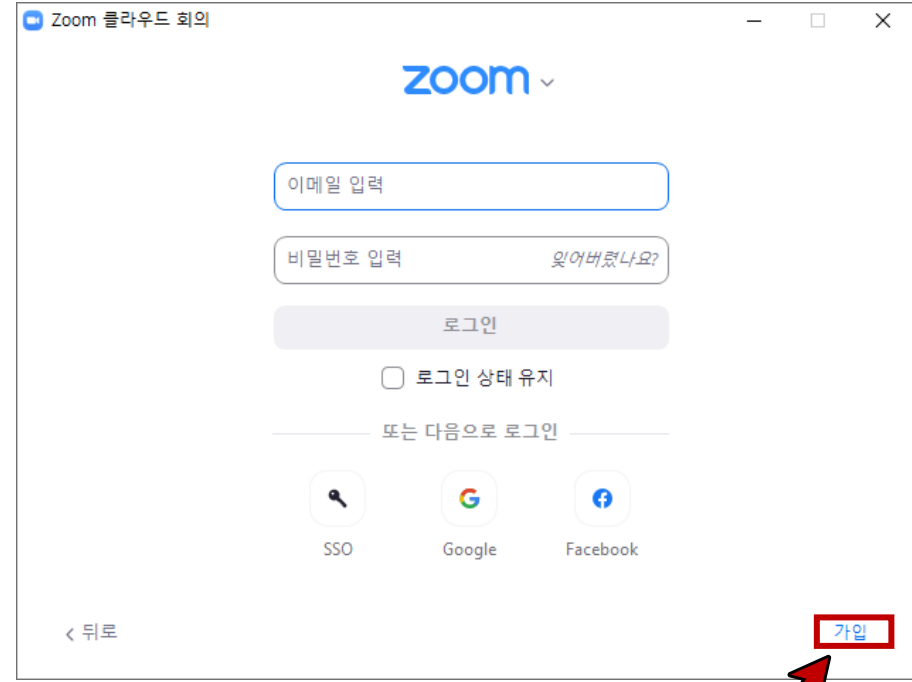 Zoom 클라우드 회의
zoom
이메일 입력
비밀번호 입력 잊어버렸나요?
로그인
로그인 상태 유지
또는 다음으로 로그인
SSO Google Facebook
뒤로 가입